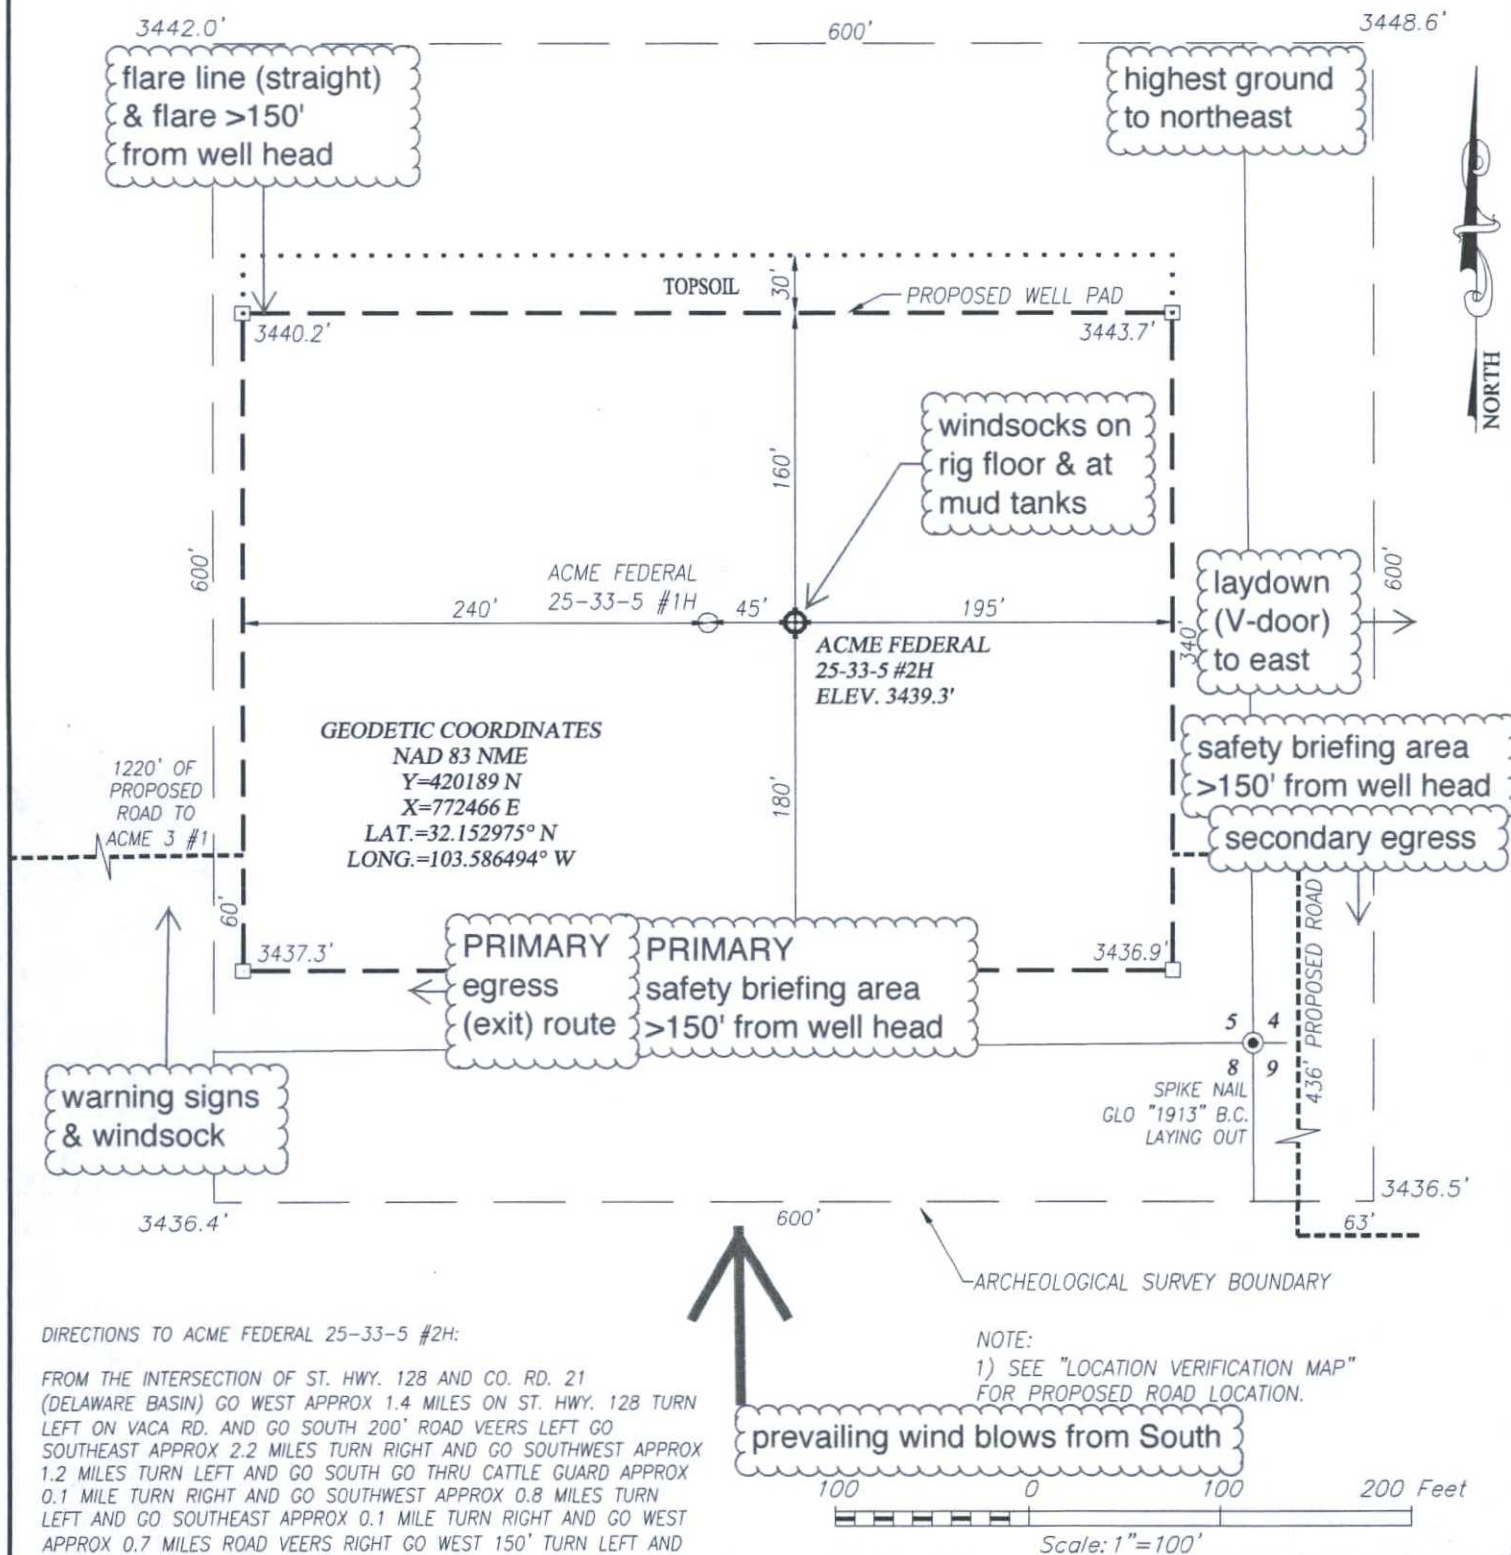 3442.0'
600'
3448.6'
flare line (straight)
& flare >150'
from well head
highest ground
to northeast
NORTH
TOPSOIL
30'
PROPOSED WELL PAD
3440.2'
3443.7'
windsocks on
rig floor & at
mud tanks
160'
600'
600'
ACME FEDERAL
25-33-5 #1H
240'
45'
195'
340'
laydown
(V-door)
to east
ACME FEDERAL
25-33-5 #2H
ELEV. 3439.3'
GEODETIC COORDINATES
NAD 83 NME
Y=420189 N
X=772466 E
LAT.=32.152975° N
LONG.=103.586494° W
180'
safety briefing area
>150' from well head
secondary egress
1220' OF
PROPOSED
ROAD TO
ACME 3 #1
60'
3437.3'
3436.9'
PRIMARY
egress
(exit) route
PRIMARY
safety briefing area
>150' from well head
436' PROPOSED ROAD
5 4
8 9
SPIKE NAIL
GLO "1913" B.C.
LAYING OUT
warning signs
& windsock
3436.4'
600'
3436.5'
63'
ARCHEOLOGICAL SURVEY BOUNDARY
DIRECTIONS TO ACME FEDERAL 25-33-5 #2H:
FROM THE INTERSECTION OF ST. HWY. 128 AND CO. RD. 21
(DELAWARE BASIN) GO WEST APPROX 1.4 MILES ON ST. HWY. 128 TURN
LEFT ON VACA RD. AND GO SOUTH 200' ROAD VEERS LEFT GO
SOUTHEAST APPROX 2.2 MILES TURN RIGHT AND GO SOUTHWEST APPROX
1.2 MILES TURN LEFT AND GO SOUTH GO THRU CATTLE GUARD APPROX
0.1 MILE TURN RIGHT AND GO SOUTHWEST APPROX 0.8 MILES TURN
LEFT AND GO SOUTHEAST APPROX 0.1 MILE TURN RIGHT AND GO WEST
APPROX 0.7 MILES ROAD VEERS RIGHT GO WEST 150' TURN LEFT AND
NOTE:
1) SEE "LOCATION VERIFICATION MAP"
FOR PROPOSED ROAD LOCATION.
prevailing wind blows from South
100 0 100 200 Feet
Scale: 1"=100'